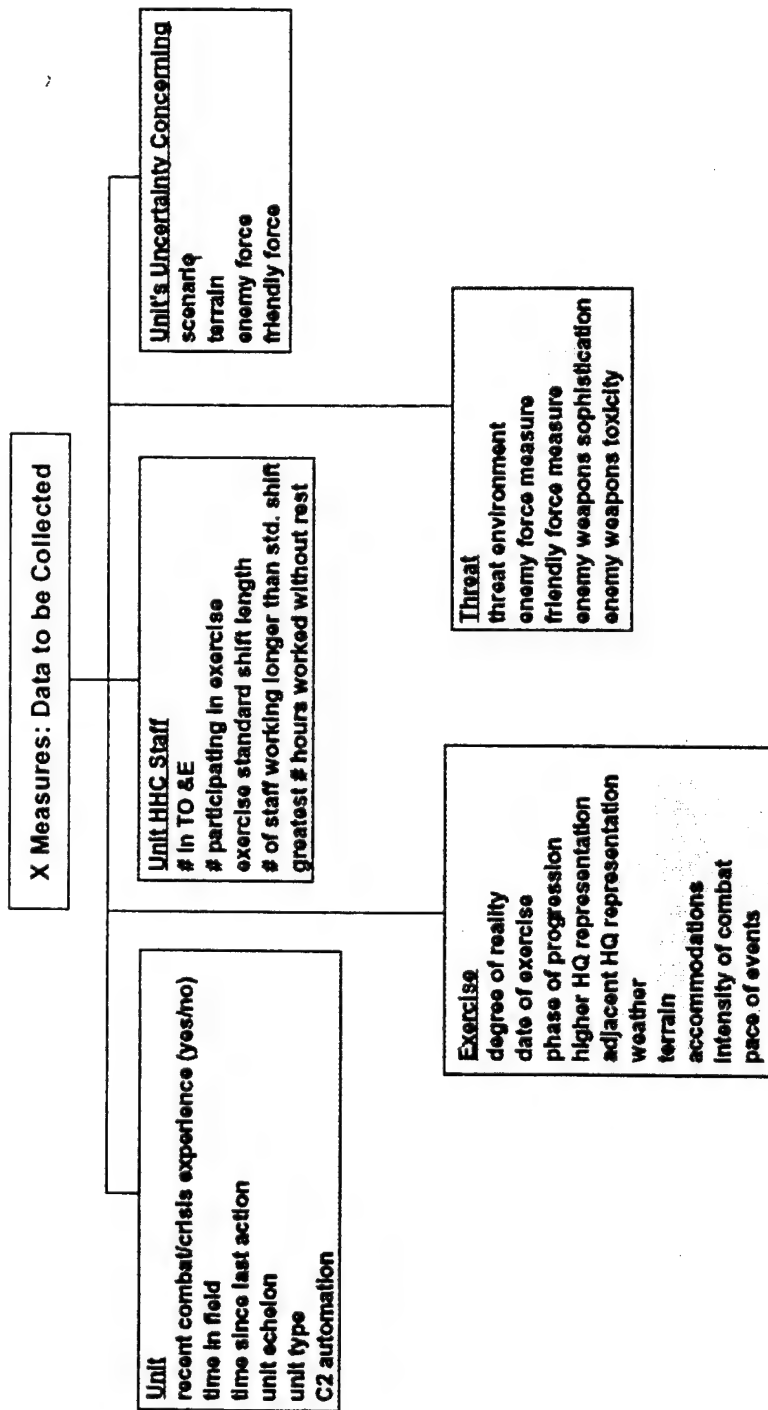 X Measures: Data to be Collected
Unit
recent combat/crisis experience (yes/no)
time in field
time since last action
unit echelon
unit type
C2 automation
Unit HHC Staff
# in TO &E
# participating in exercise
exercise standard shift length
# of staff working longer than std. shift
greatest # hours worked without rest
Unit's Uncertainty Concerning
scenario
terrain
enemy force
friendly force
Exercise
degree of reality
date of exercise
phase of progression
higher HQ representation
adjacent HQ representation
weather
terrain
accommodations
intensity of combat
pace of events
Threat
threat environment
enemy force measure
friendly force measure
enemy weapons sophistication
enemy weapons toxicity